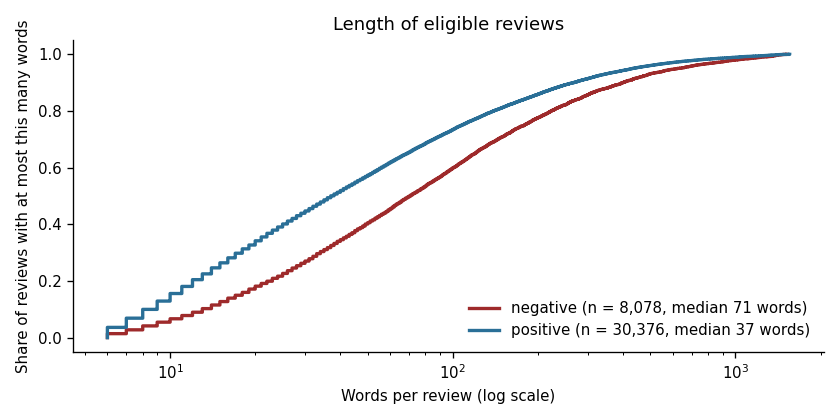 Length of eligible reviews
Share of reviews with at most this many words
1.0
0.8
0.6
0.4
0.2
0.0
negative (n = 8,078, median 71 words)
positive (n = 30,376, median 37 words)
10¹
10²
10³
Words per review (log scale)